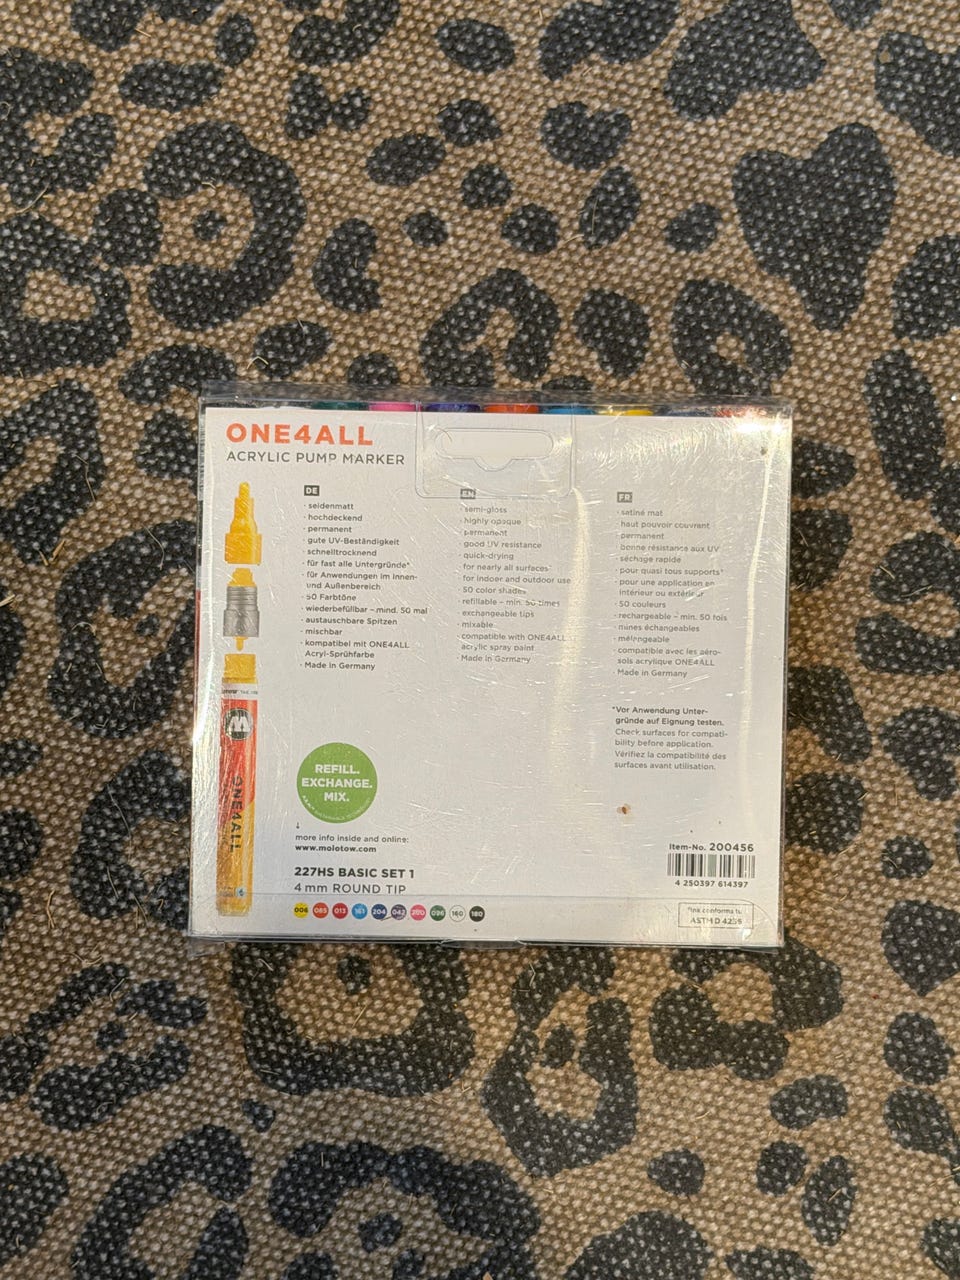 ONE4ALL
ACRYLIC PUMP MARKER
DE
· seidenmatt
· hochdeckend
· permanent
· gute UV-Beständigkeit
· schnelltrocknend
· für fast alle Untergründe*
· für Anwendungen im Innen-
und Außenbereich
· 50 Farbtöne
· wiederbefüllbar – mind. 50 mal
· austauschbare Spitzen
· mischbar
· kompatibel mit ONE4ALL
Acryl-Sprühfarbe
· Made in Germany
EN
· semi-gloss
· highly opaque
· permanent
· good UV resistance
· quick-drying
· for nearly all surfaces*
· for indoor and outdoor use
· 50 color shades
· refillable – min. 50 times
· exchangeable tips
· mixable
· compatible with ONE4ALL
acrylic spray paint
· Made in Germany
FR
· satiné mat
· haut pouvoir couvrant
· permanent
· bonne résistance aux UV
· séchage rapide
· pour quasi tous supports*
· pour une application en
intérieur ou extérieur
· 50 couleurs
· rechargeable – min. 50 fois
· mines échangeables
· mélangeable
· compatible avec les aéro-
sols acrylique ONE4ALL
· Made in Germany
*Vor Anwendung Unter-
gründe auf Eignung testen.
Check surfaces for compati-
bility before application.
Vérifiez la compatibilité des
surfaces avant utilisation.
ONE4ALL
REFILL.
EXCHANGE.
MIX.
↓
more info inside and online:
www.molotow.com
227HS BASIC SET 1
4 mm ROUND TIP
006 085 013 161 204 042 200 096 160 180
Item-No. 200456
4 250397 614397
*Ink conforms to
ASTM D 4236